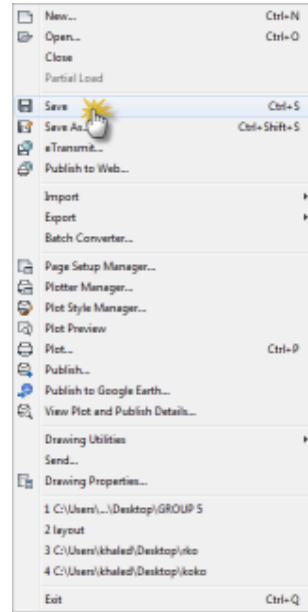 New... Ctrl+N
Open... Ctrl+O
Close
Partial Load
Save Ctrl+S
Save As... Ctrl+Shift+S
eTransmit...
Publish to Web...
Import
Export
Batch Converter...
Page Setup Manager...
Plotter Manager...
Plot Style Manager...
Plot Preview
Plot... Ctrl+P
Publish...
Publish to Google Earth...
View Plot and Publish Details...
Drawing Utilities
Send...
Drawing Properties...
1 C:\Users\...\Desktop\GROUP 5
2 layout
3 C:\Users\khaled\Desktop\rko
4 C:\Users\khaled\Desktop\koko
Exit Ctrl+Q